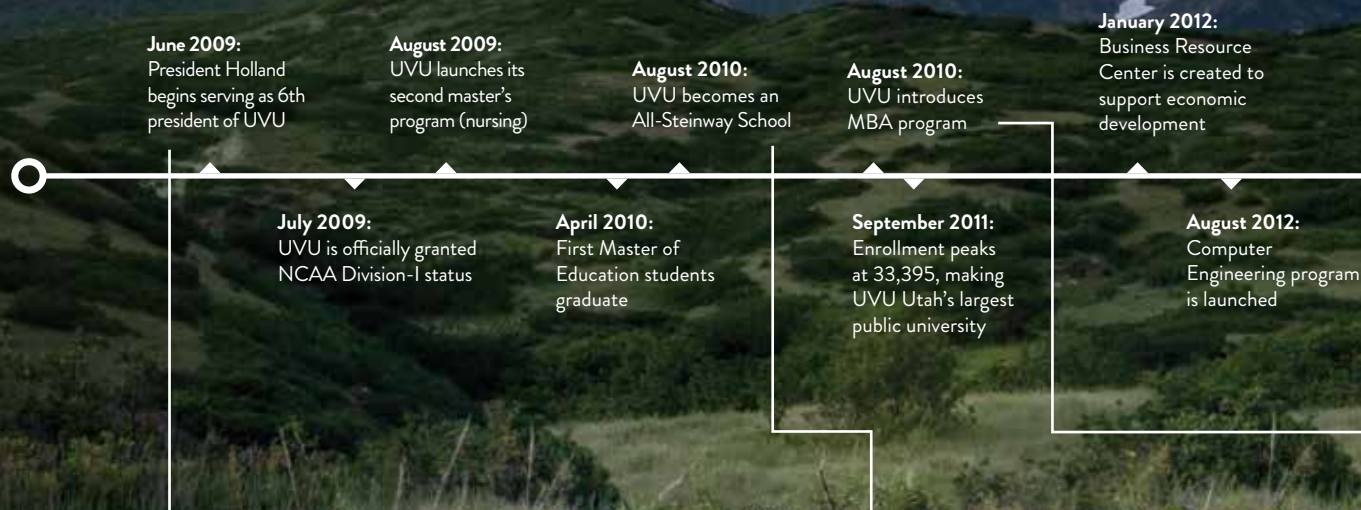 June 2009:
President Holland
begins serving as 6th
president of UVU
July 2009:
UVU is officially granted
NCAA Division-I status
August 2009:
UVU launches its
second master's
program (nursing)
April 2010:
First Master of
Education students
graduate
August 2010:
UVU becomes an
All-Steinway School
August 2010:
UVU introduces
MBA program
September 2011:
Enrollment peaks
at 33,395, making
UVU Utah's largest
public university
January 2012:
Business Resource
Center is created to
support economic
development
August 2012:
Computer
Engineering program
is launched